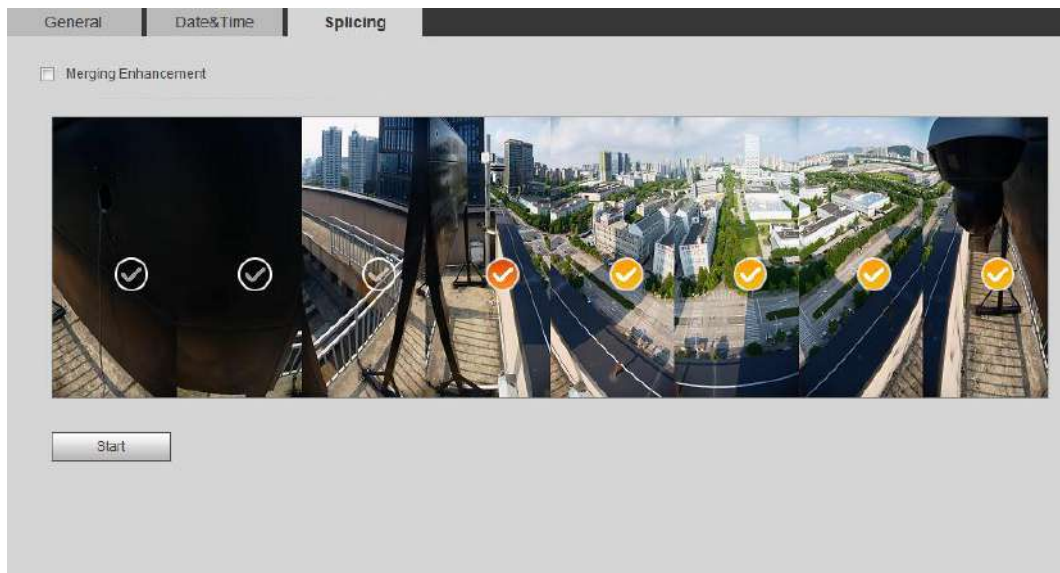 General
Date&Time
Splicing
Merging Enhancement
Start